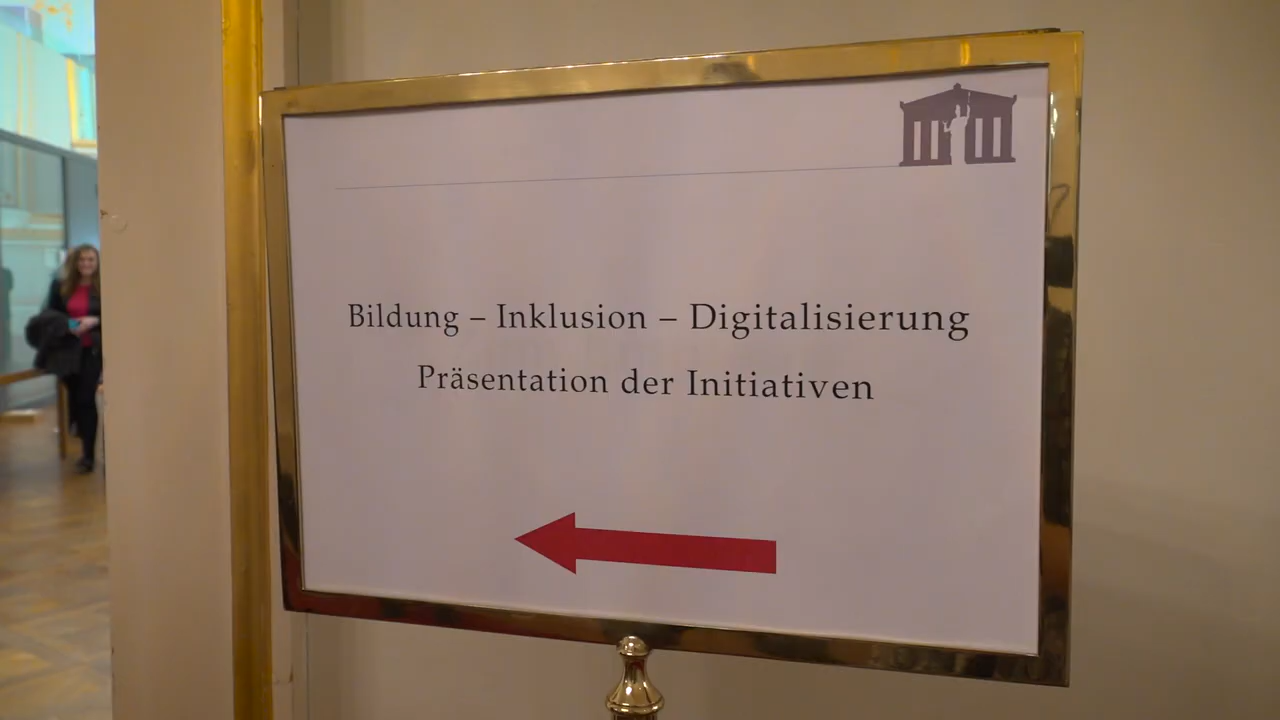 Bildung – Inklusion – Digitalisierung
Präsentation der Initiativen